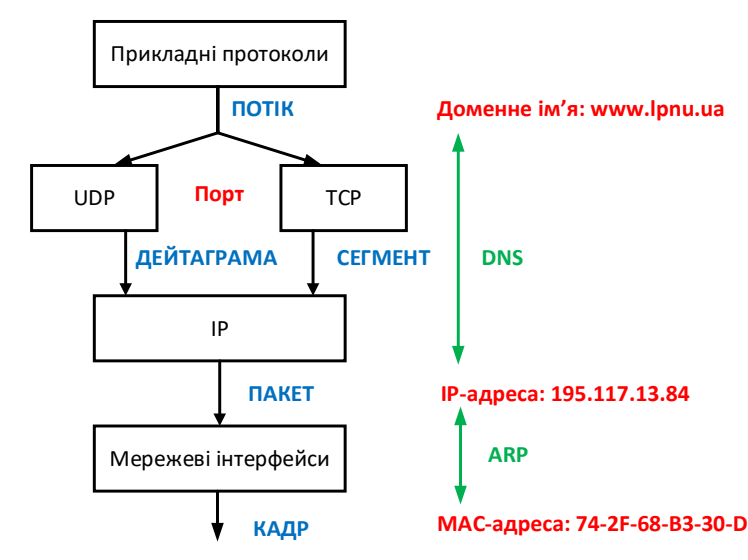 Прикладні протоколи
ПОТІК
Доменне ім’я: www.lpnu.ua
UDP
Порт
TCP
ДЕЙТАГРАМА
СЕГМЕНТ
DNS
IP
ПАКЕТ
IP-адреса: 195.117.13.84
Мережеві інтерфейси
ARP
КАДР
MAC-адреса: 74-2F-68-B3-30-D